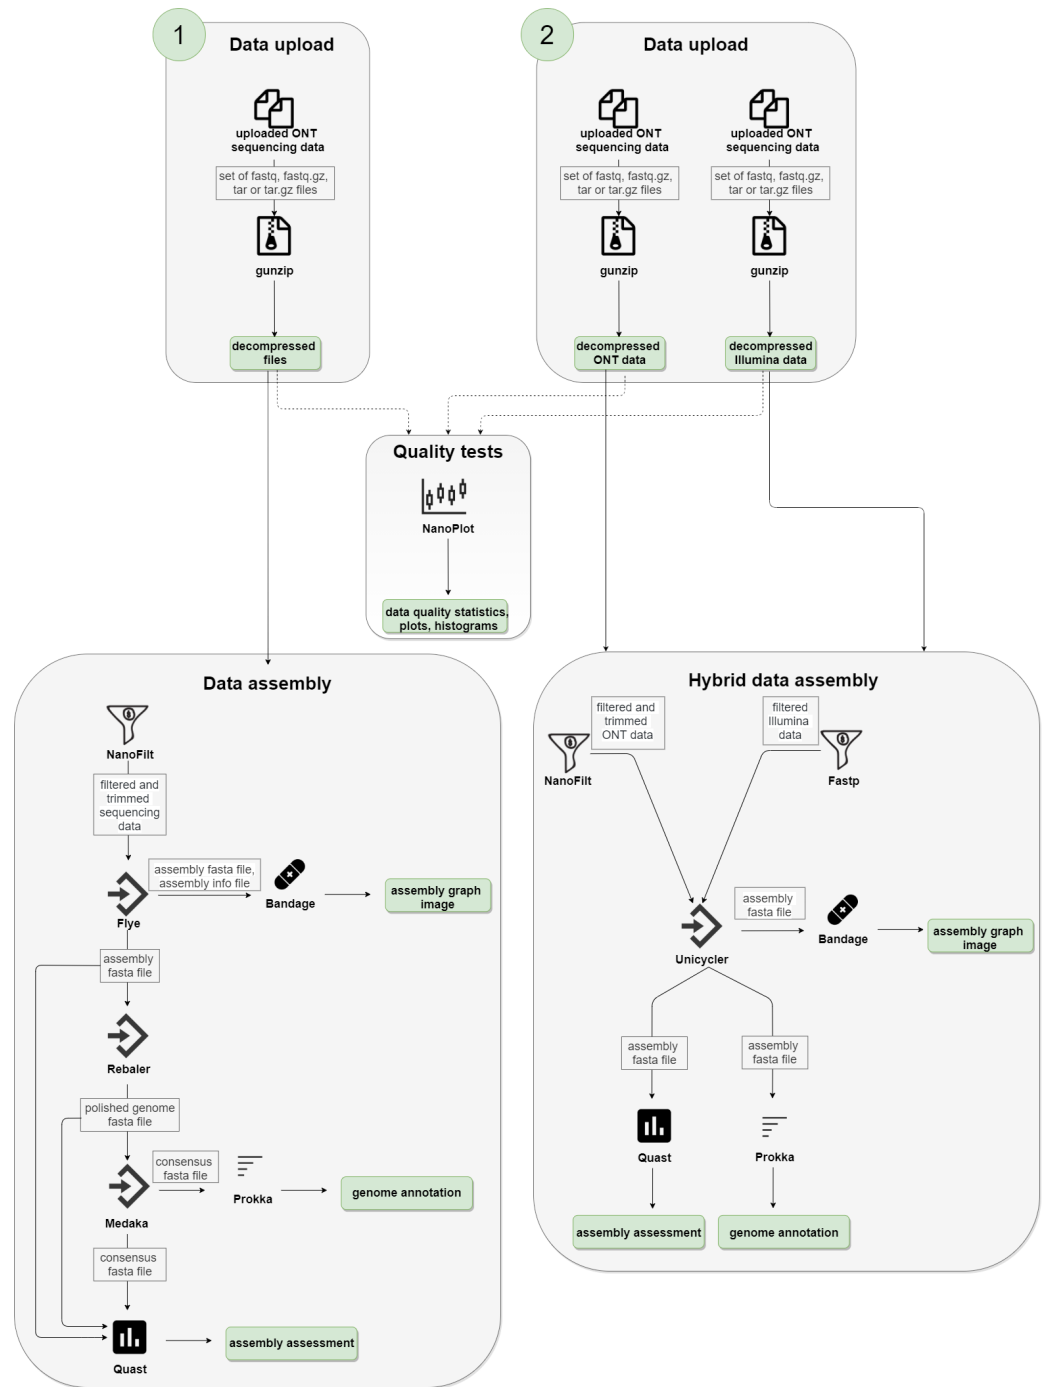 1
Data upload
uploaded ONT
sequencing data
set of fastq, fastq.gz,
tar or tar.gz files
gunzip
decompressed
files
2
Data upload
uploaded ONT
sequencing data
uploaded ONT
sequencing data
set of fastq, fastq.gz,
tar or tar.gz files
set of fastq, fastq.gz,
tar or tar.gz files
gunzip
gunzip
decompressed
ONT data
decompressed
Illumina data
Quality tests
NanoPlot
data quality statistics,
plots, histograms
Data assembly
NanoFilt
filtered and
trimmed
sequencing
data
Flye
assembly fasta file,
assembly info file
Bandage
assembly graph
image
assembly
fasta file
Rebaler
polished genome
fasta file
Medaka
consensus
fasta file
Prokka
genome annotation
consensus
fasta file
Quast
assembly assessment
Hybrid data assembly
NanoFilt
filtered and
trimmed
ONT data
filtered
Illumina
data
Fastp
Unicycler
assembly
fasta file
Bandage
assembly graph
image
assembly
fasta file
assembly
fasta file
Quast
Prokka
assembly assessment
genome annotation